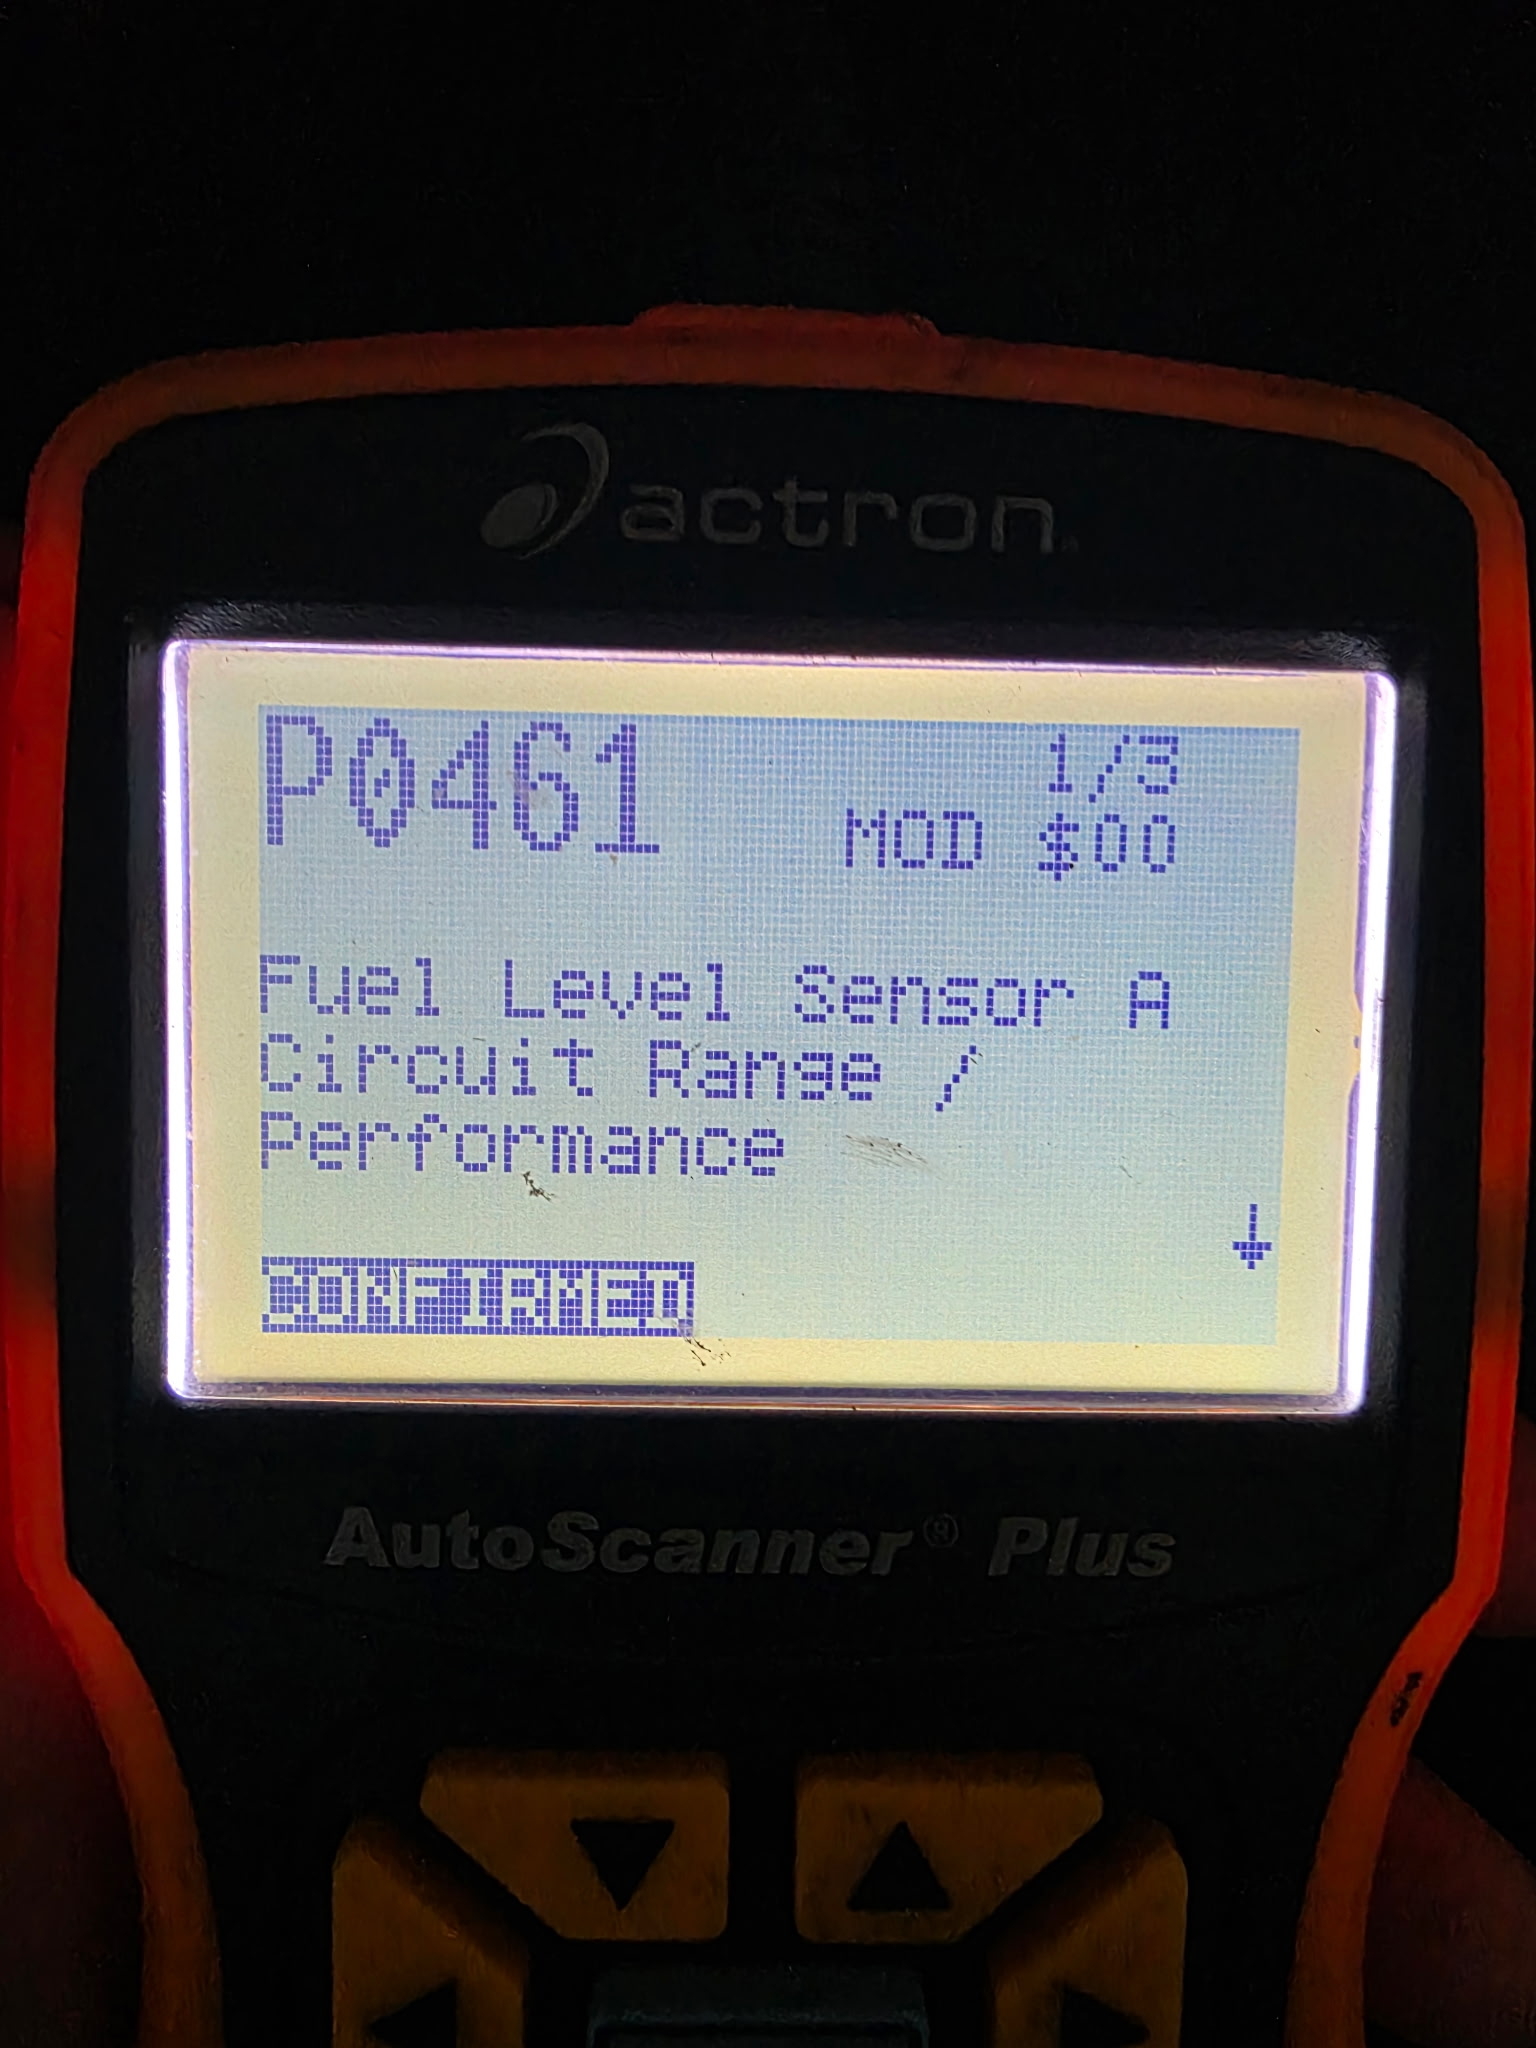 actron
P0461 1/3
MOD $00
Fuel Level Sensor A
Circuit Range /
Performance
CONFIRMED
AutoScanner® Plus